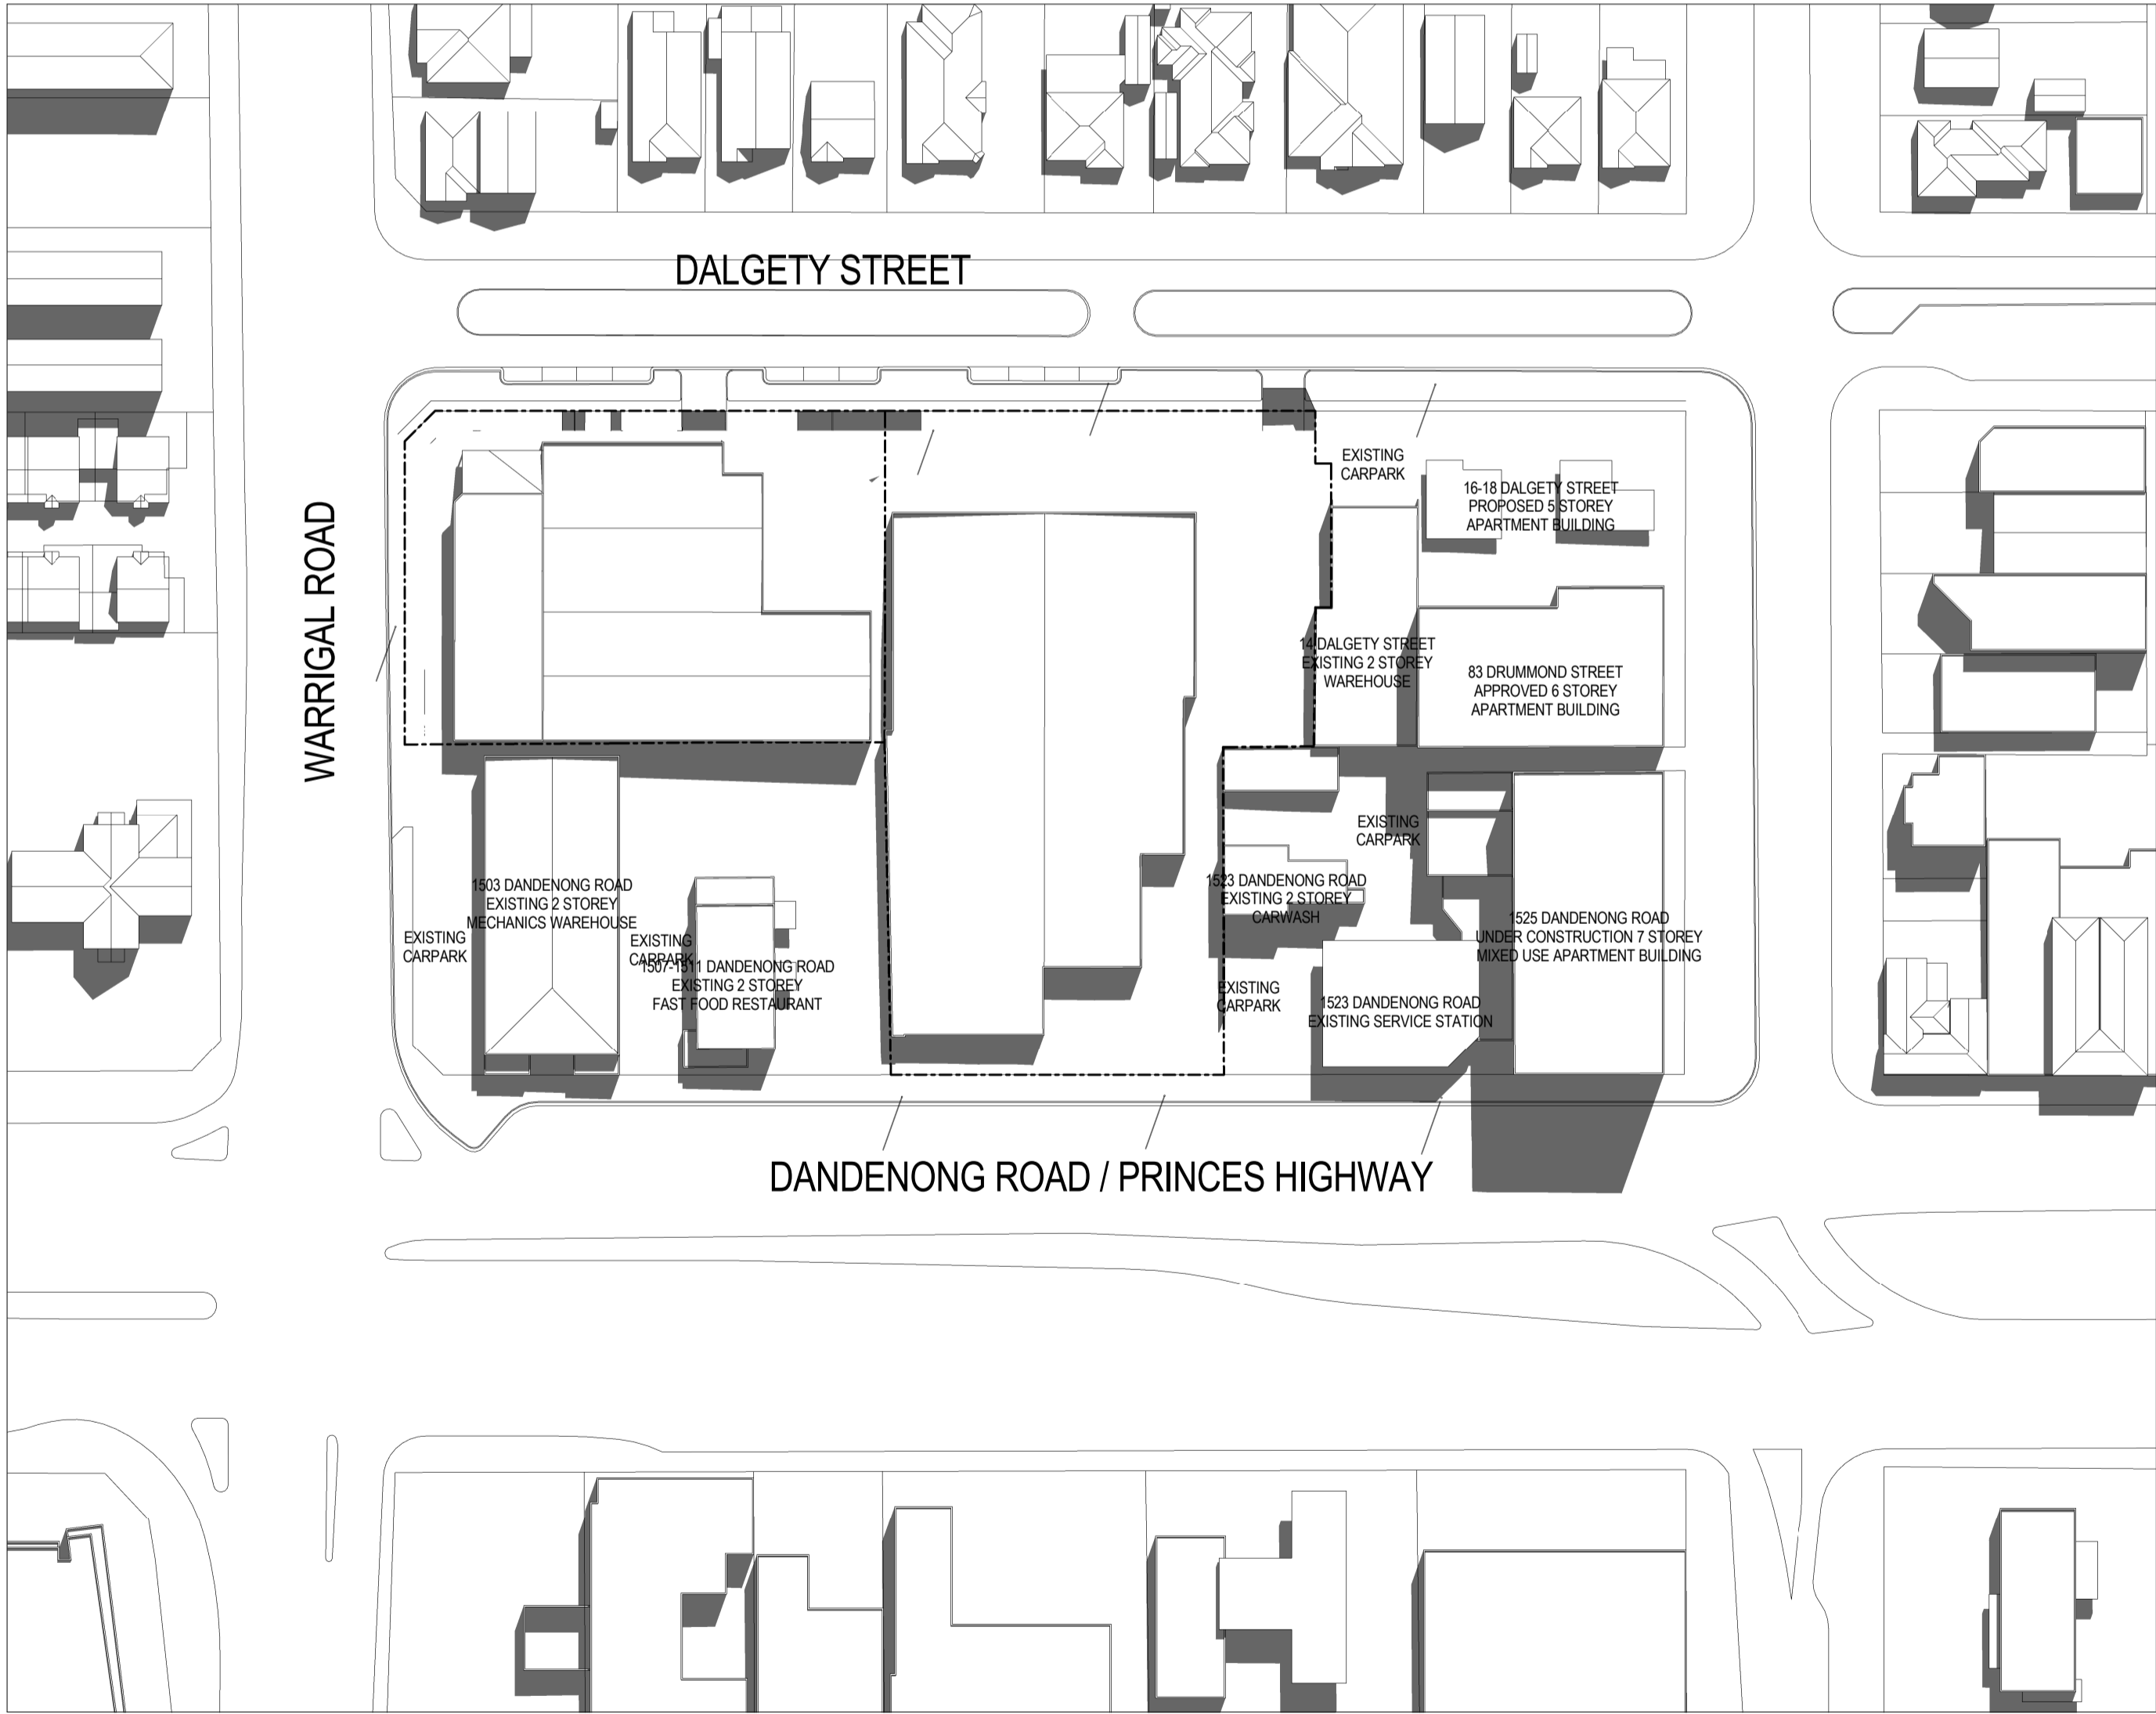 DALGETY STREET
EXISTING
CARPARK
16-18 DALGETY STREET
PROPOSED 5 STOREY
APARTMENT BUILDING
WARRIGAL ROAD
14 DALGETY STREET
EXISTING 2 STOREY
WAREHOUSE
83 DRUMMOND STREET
APPROVED 6 STOREY
APARTMENT BUILDING
EXISTING
CARPARK
1503 DANDENONG ROAD
EXISTING 2 STOREY
MECHANICS WAREHOUSE
EXISTING
CARPARK
EXISTING
CARPARK
1507-1511 DANDENONG ROAD
EXISTING 2 STOREY
FAST FOOD RESTAURANT
1523 DANDENONG ROAD
EXISTING 2 STOREY
CARWASH
EXISTING
CARPARK
1523 DANDENONG ROAD
EXISTING SERVICE STATION
1525 DANDENONG ROAD
UNDER CONSTRUCTION 7 STOREY
MIXED USE APARTMENT BUILDING
DANDENONG ROAD / PRINCES HIGHWAY